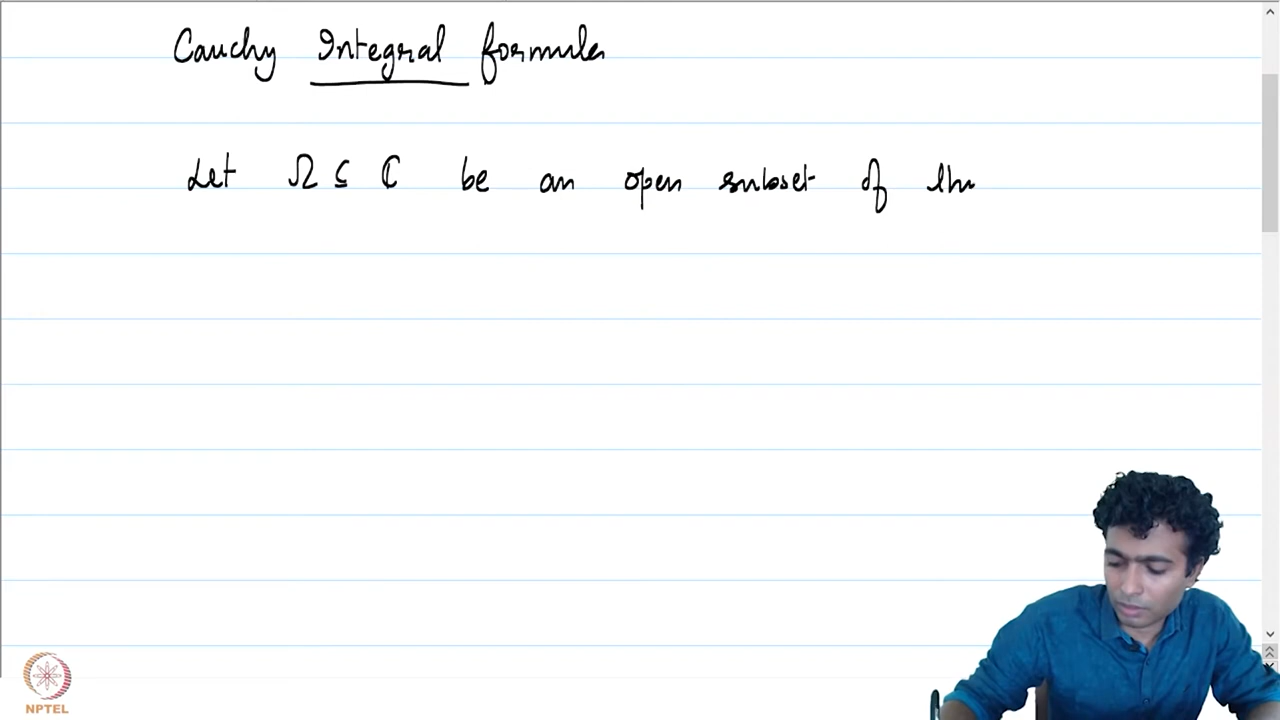 Cauchy Integral formula
Let Ω ⊆ ℂ be an open subset of the
NPTEL